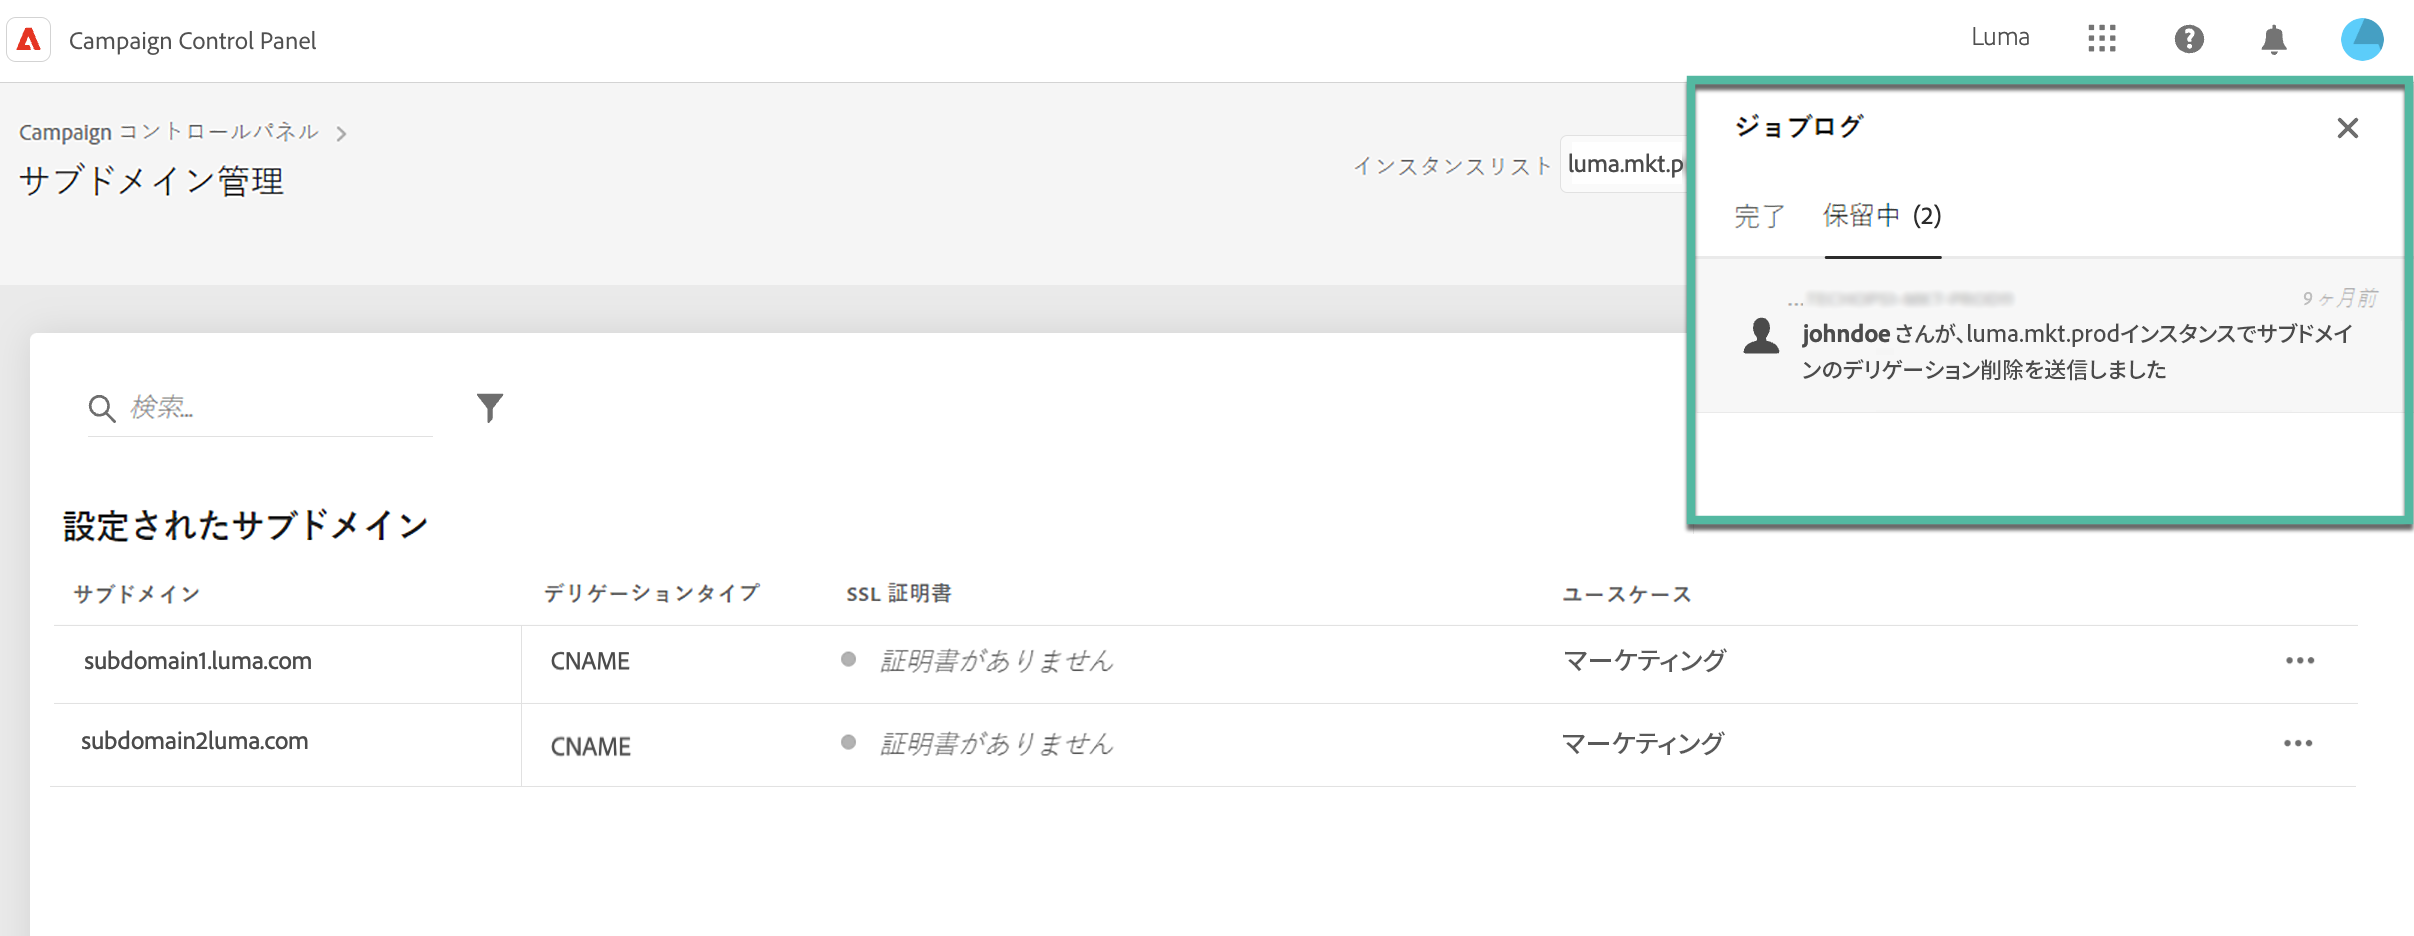 Campaign Control Panel
Luma
Campaign コントロールパネル
サブドメイン管理
インスタンスリスト
luma.mkt.p
ジョブログ
完了 保留中 (2)
9 ヶ月前
johndoe さんが、luma.mkt.prodインスタンスでサブドメイ
ンのデリゲーション削除を送信しました
検索...
設定されたサブドメイン
サブドメイン デリゲーションタイプ SSL 証明書 ユースケース
subdomain1.luma.com CNAME 証明書がありません マーケティング
subdomain2luma.com CNAME 証明書がありません マーケティング